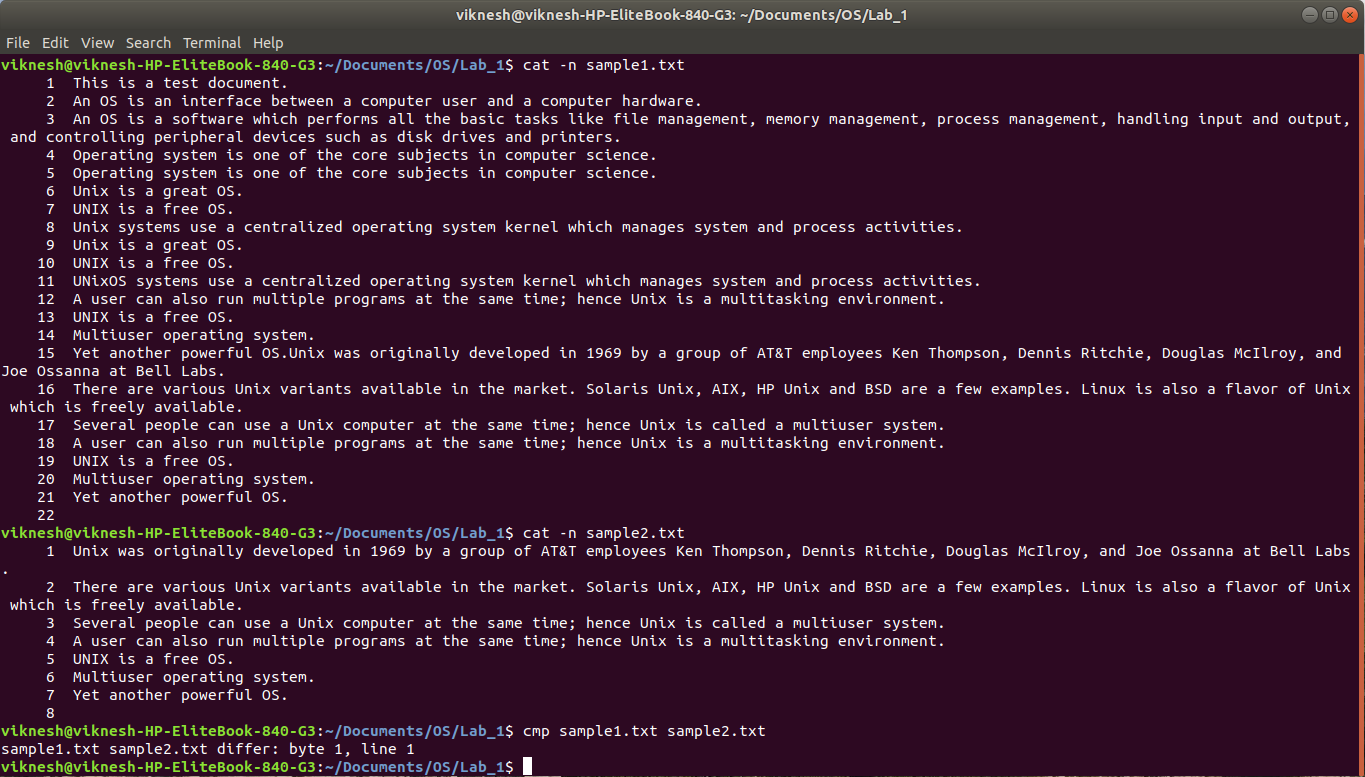 viknesh@viknesh-HP-EliteBook-840-G3: ~/Documents/OS/Lab_1
File Edit View Search Terminal Help
viknesh@viknesh-HP-EliteBook-840-G3:~/Documents/OS/Lab_1$ cat -n sample1.txt
     1  This is a test document.
     2  An OS is an interface between a computer user and a computer hardware.
     3  An OS is a software which performs all the basic tasks like file management, memory management, process management, handling input and output,
 and controlling peripheral devices such as disk drives and printers.
     4  Operating system is one of the core subjects in computer science.
     5  Operating system is one of the core subjects in computer science.
     6  Unix is a great OS.
     7  UNIX is a free OS.
     8  Unix systems use a centralized operating system kernel which manages system and process activities.
     9  Unix is a great OS.
    10  UNIX is a free OS.
    11  UNixOS systems use a centralized operating system kernel which manages system and process activities.
    12  A user can also run multiple programs at the same time; hence Unix is a multitasking environment.
    13  UNIX is a free OS.
    14  Multiuser operating system.
    15  Yet another powerful OS.Unix was originally developed in 1969 by a group of AT&T employees Ken Thompson, Dennis Ritchie, Douglas McIlroy, and
Joe Ossanna at Bell Labs.
    16  There are various Unix variants available in the market. Solaris Unix, AIX, HP Unix and BSD are a few examples. Linux is also a flavor of Unix
 which is freely available.
    17  Several people can use a Unix computer at the same time; hence Unix is called a multiuser system.
    18  A user can also run multiple programs at the same time; hence Unix is a multitasking environment.
    19  UNIX is a free OS.
    20  Multiuser operating system.
    21  Yet another powerful OS.
    22
viknesh@viknesh-HP-EliteBook-840-G3:~/Documents/OS/Lab_1$ cat -n sample2.txt
     1  Unix was originally developed in 1969 by a group of AT&T employees Ken Thompson, Dennis Ritchie, Douglas McIlroy, and Joe Ossanna at Bell Labs
.
     2  There are various Unix variants available in the market. Solaris Unix, AIX, HP Unix and BSD are a few examples. Linux is also a flavor of Unix
 which is freely available.
     3  Several people can use a Unix computer at the same time; hence Unix is called a multiuser system.
     4  A user can also run multiple programs at the same time; hence Unix is a multitasking environment.
     5  UNIX is a free OS.
     6  Multiuser operating system.
     7  Yet another powerful OS.
     8
viknesh@viknesh-HP-EliteBook-840-G3:~/Documents/OS/Lab_1$ cmp sample1.txt sample2.txt
sample1.txt sample2.txt differ: byte 1, line 1
viknesh@viknesh-HP-EliteBook-840-G3:~/Documents/OS/Lab_1$